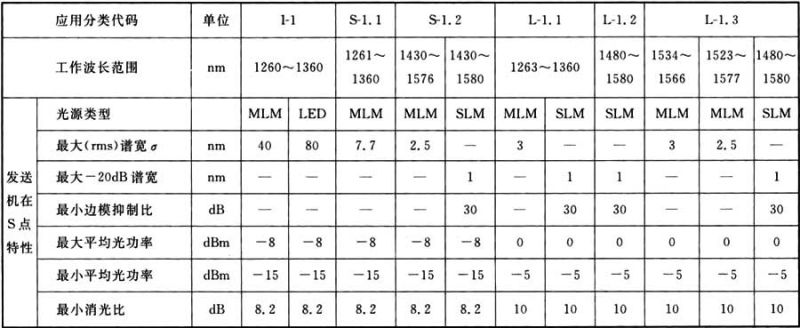 应用分类代码 单位 I-1 S-1.1 S-1.2 L-1.1 L-1.2 L-1.3
工作波长范围 nm 1260～1360 1261～1360 1430～1576 1430～1580 1263～1360 1480～1580 1534～1566 1523～1577 1480～1580
发送机在S点特性
光源类型 MLM LED MLM MLM SLM MLM SLM SLM MLM MLM SLM
最大(rms)谱宽σ nm 40 80 7.7 2.5 — 3 — — 3 2.5 —
最大－20dB谱宽 nm — — — — 1 — 1 1 — — 1
最小边模抑制比 dB — — — — 30 — 30 30 — — 30
最大平均光功率 dBm －8 －8 －8 －8 －8 0 0 0 0 0 0
最小平均光功率 dBm －15 －15 －15 －15 －15 －5 －5 －5 －5 －5 －5
最小消光比 dB 8.2 8.2 8.2 8.2 8.2 10 10 10 10 10 10